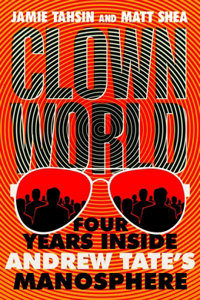 JAMIE TAHSIN AND MATT SHEA
CLOWN
WORLD
FOUR
YEARS INSIDE
ANDREW TATE'S
MANOSPHERE